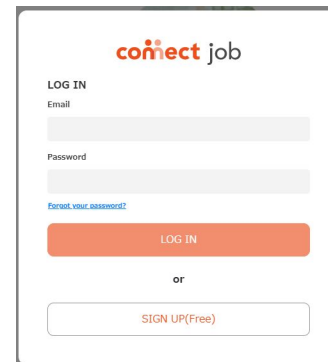 connect job
LOG IN
Email
Password
Forgot your password?
LOG IN
or
SIGN UP(Free)